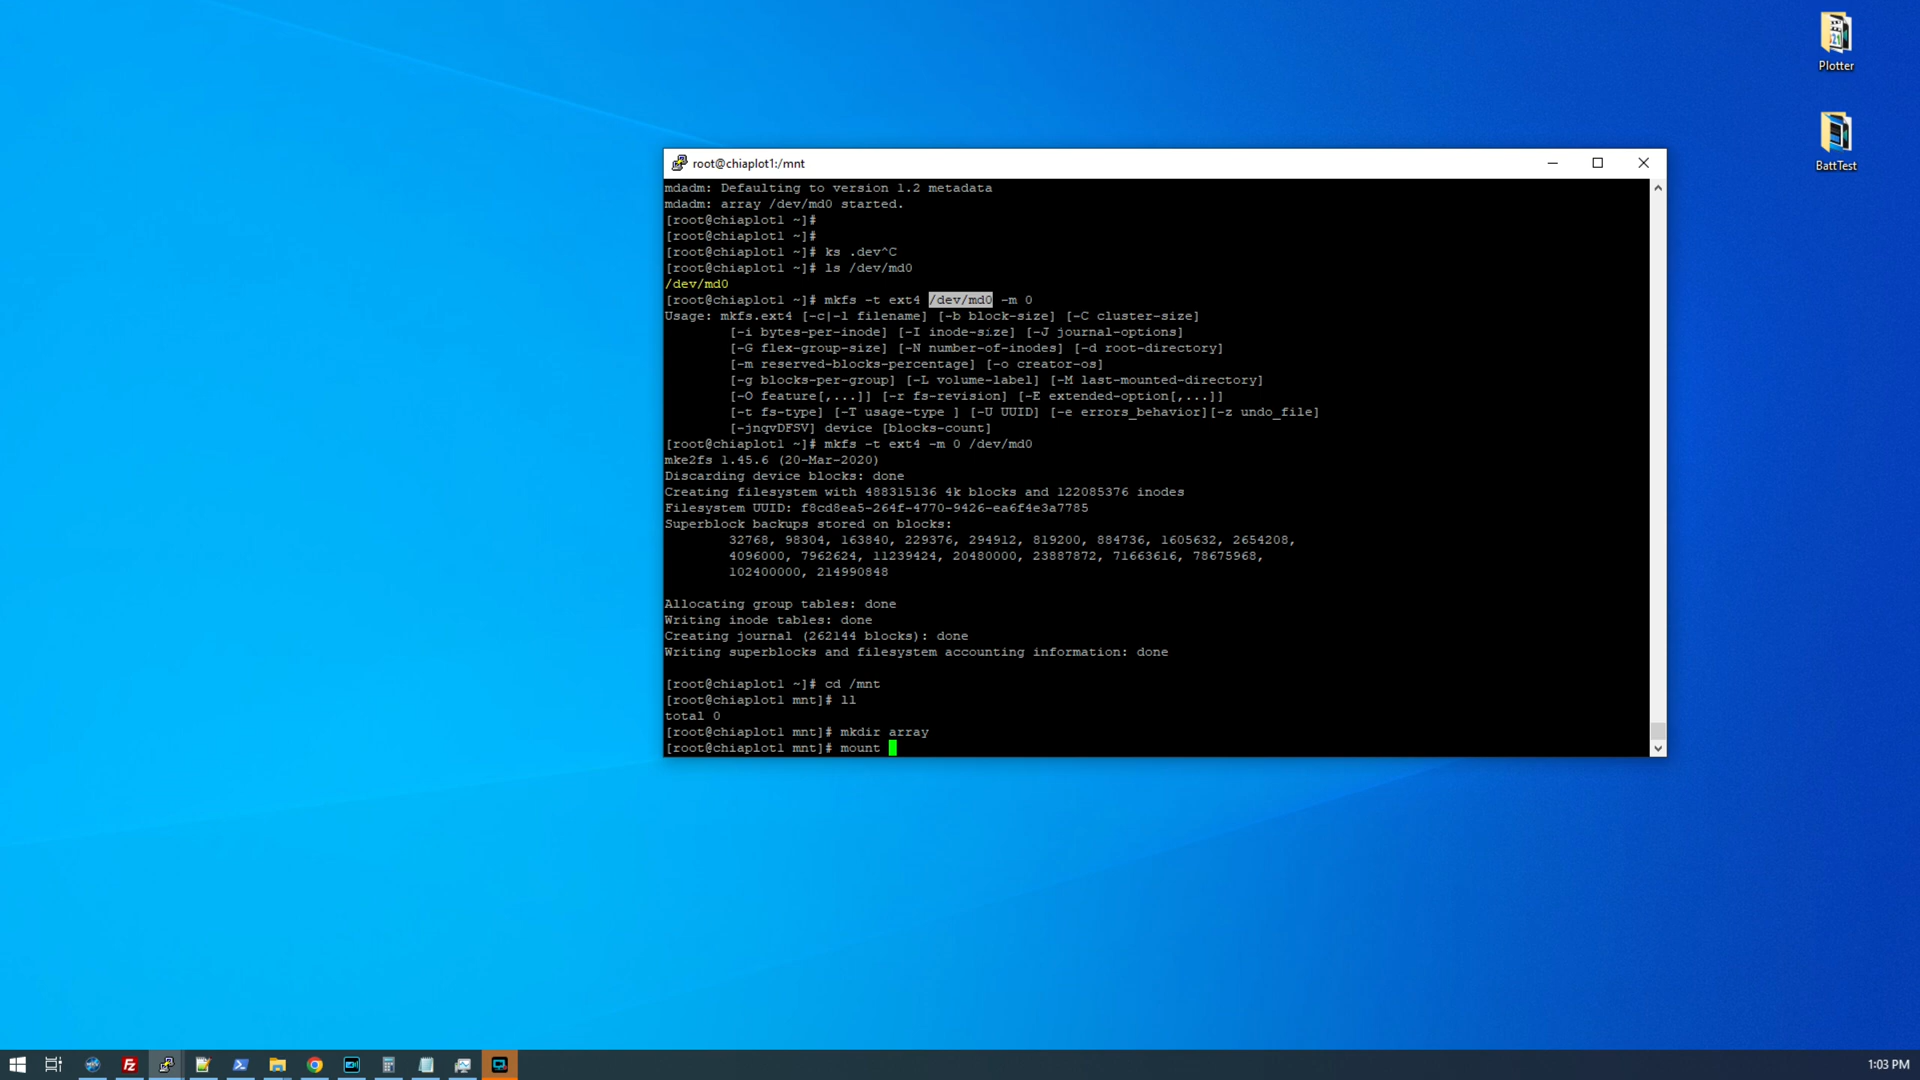 Plotter
BattTest
root@chiaplot1:/mnt
mdadm: Defaulting to version 1.2 metadata
mdadm: array /dev/md0 started.
[root@chiaplot1 ~]#
[root@chiaplot1 ~]#
[root@chiaplot1 ~]# ks .dev^C
[root@chiaplot1 ~]# ls /dev/md0
/dev/md0
[root@chiaplot1 ~]# mkfs -t ext4 /dev/md0 -m 0
Usage: mkfs.ext4 [-c|-l filename] [-b block-size] [-C cluster-size]
[-i bytes-per-inode] [-I inode-size] [-J journal-options]
[-G flex-group-size] [-N number-of-inodes] [-d root-directory]
[-m reserved-blocks-percentage] [-o creator-os]
[-g blocks-per-group] [-L volume-label] [-M last-mounted-directory]
[-O feature[,...]] [-r fs-revision] [-E extended-option[,...]]
[-t fs-type] [-T usage-type ] [-U UUID] [-e errors_behavior][-z undo_file]
[-jnqvDFSV] device [blocks-count]
[root@chiaplot1 ~]# mkfs -t ext4 -m 0 /dev/md0
mke2fs 1.45.6 (20-Mar-2020)
Discarding device blocks: done
Creating filesystem with 488315136 4k blocks and 122085376 inodes
Filesystem UUID: f8cd8ea5-264f-4770-9426-ea6f4e3a7785
Superblock backups stored on blocks:
32768, 98304, 163840, 229376, 294912, 819200, 884736, 1605632, 2654208,
4096000, 7962624, 11239424, 20480000, 23887872, 71663616, 78675968,
102400000, 214990848
Allocating group tables: done
Writing inode tables: done
Creating journal (262144 blocks): done
Writing superblocks and filesystem accounting information: done
[root@chiaplot1 ~]# cd /mnt
[root@chiaplot1 mnt]# ll
total 0
[root@chiaplot1 mnt]# mkdir array
[root@chiaplot1 mnt]# mount
1:03 PM